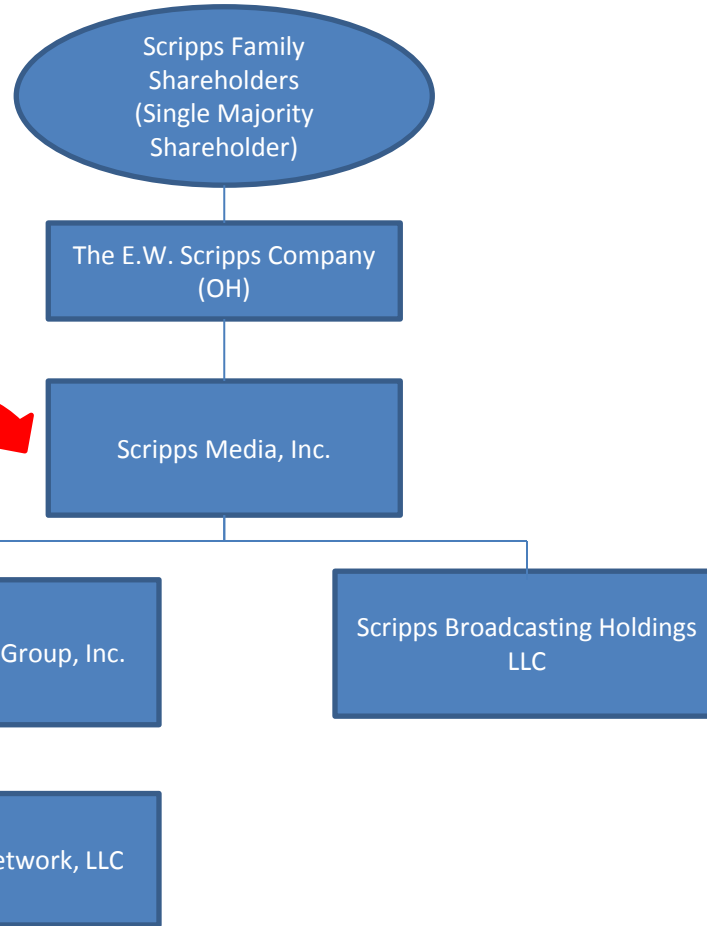 Scripps Family
Shareholders
(Single Majority
Shareholder)
The E.W. Scripps Company
(OH)
Scripps Media, Inc.
Group, Inc.
Scripps Broadcasting Holdings
LLC
LLC